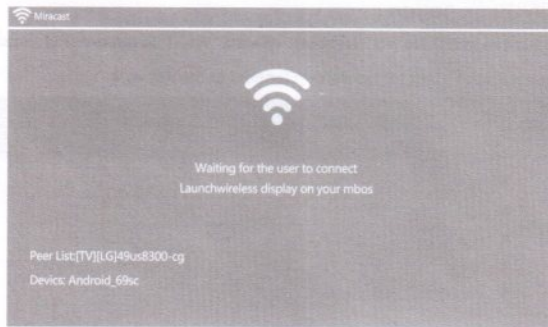 Miracast
Waiting for the user to connect
Launchwireless display on your mbos
Peer List:[TV][LG]49us8300-cg
Devics: Android_69sc